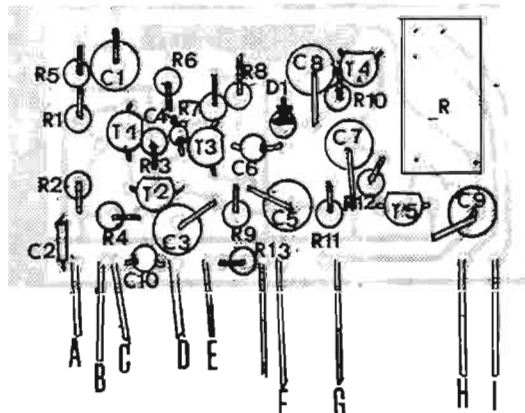 R5 C1 R6 R8 C8 T4
R1 C4 R7 D1 R10 R
T1 R3 T3 C6 C7
R2 T2 R12
R4 C3 R9 C5 R11 T5 C9
C2 C10 R13
A B C D E F G H I